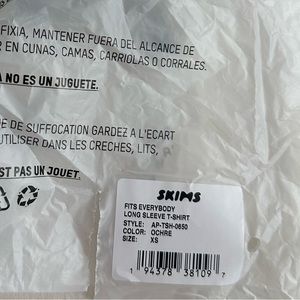 FIXIA, MANTENER FUERA DEL ALCANCE
R EN CUNAS, CAMAS, CARRIOLAS O CORRALES.
A NO ES UN JUGUETE.
E DE SUFFOCATION GARDEZ A L'ECART
UTILISER DANS LES CRECHES, LITS,
EST PAS UN JOUET.
SKIMS
FITS EVERYBODY
LONG SLEEVE T-SHIRT
STYLE: AP-TSH-0650
COLOR: OCHRE
SIZE: XS
1 94378 38109 7